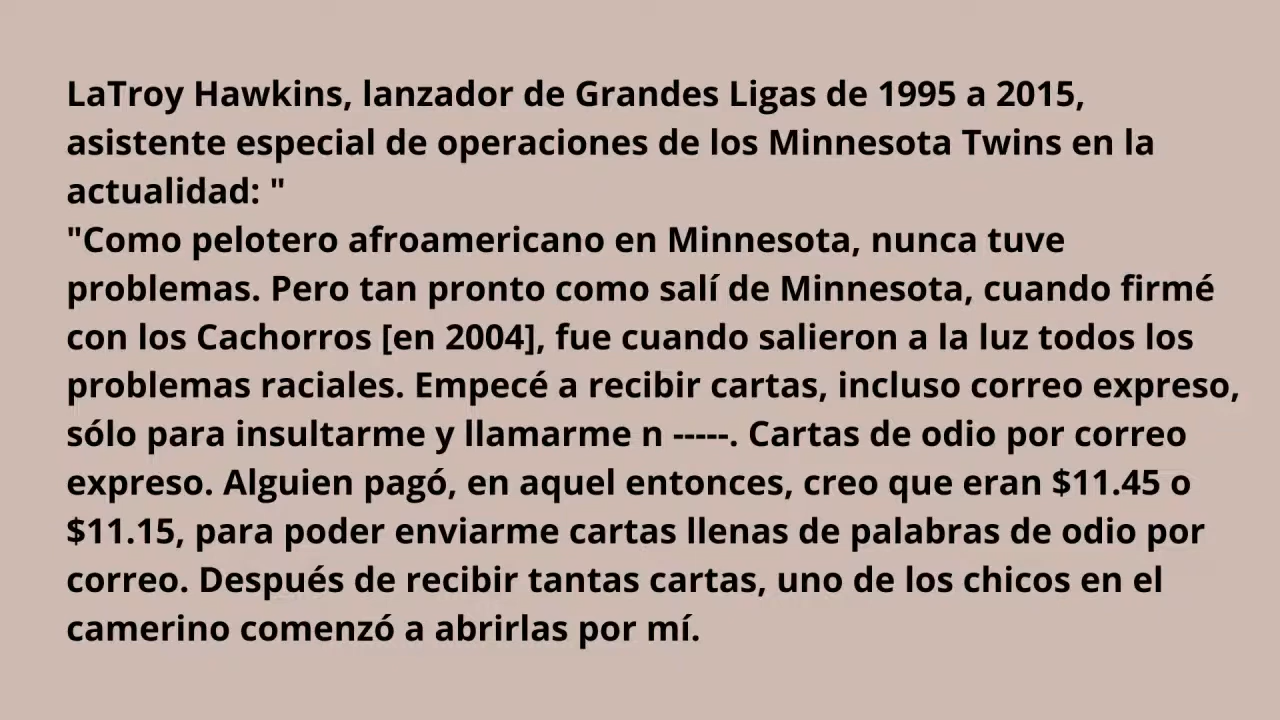 LaTroy Hawkins, lanzador de Grandes Ligas de 1995 a 2015,
asistente especial de operaciones de los Minnesota Twins en la
actualidad: "
"Como pelotero afroamericano en Minnesota, nunca tuve
problemas. Pero tan pronto como salí de Minnesota, cuando firmé
con los Cachorros [en 2004], fue cuando salieron a la luz todos los
problemas raciales. Empecé a recibir cartas, incluso correo expreso,
sólo para insultarme y llamarme n -----. Cartas de odio por correo
expreso. Alguien pagó, en aquel entonces, creo que eran $11.45 o
$11.15, para poder enviarme cartas llenas de palabras de odio por
correo. Después de recibir tantas cartas, uno de los chicos en el
camerino comenzó a abrirlas por mí.